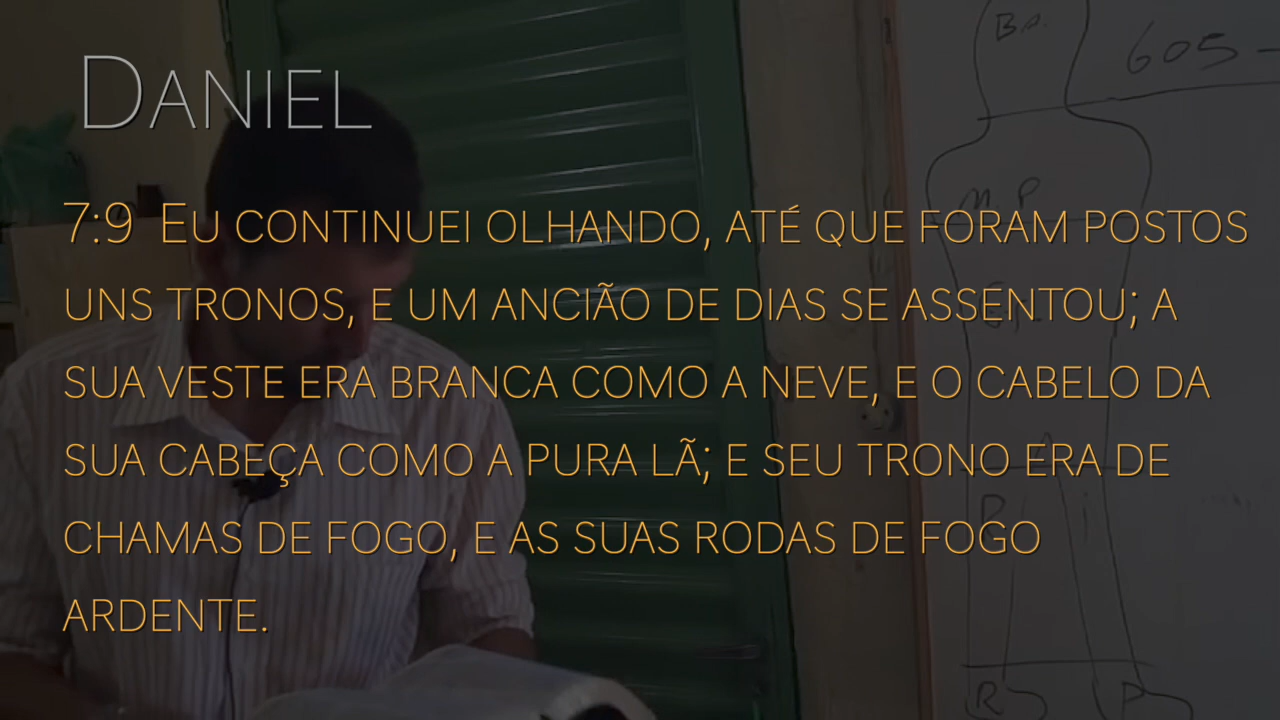 Daniel
7:9 Eu continuei olhando, até que foram postos
uns tronos, e um ancião de dias se assentou; a
sua veste era branca como a neve, e o cabelo da
sua cabeça como a pura lã; e seu trono era de
chamas de fogo, e as suas rodas de fogo
ardente.
605-
M.P
R
R
P